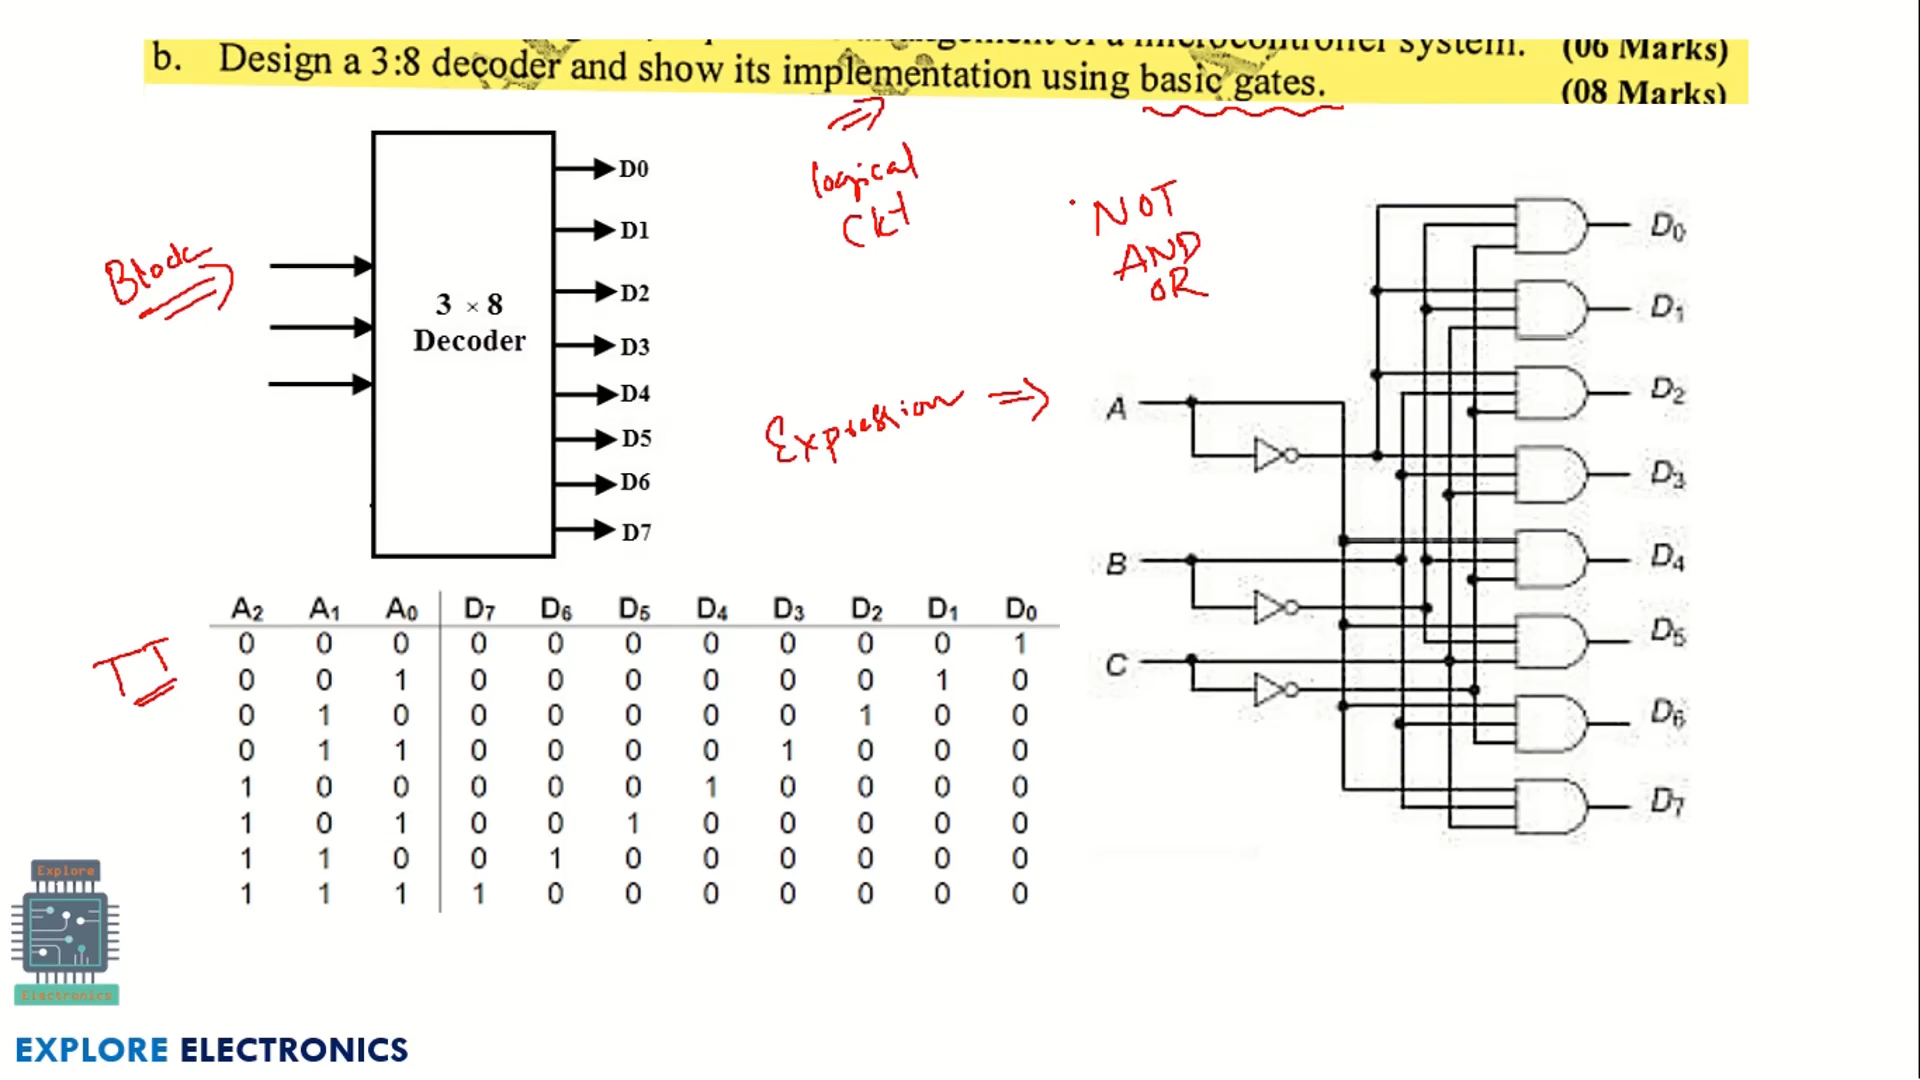 of a microcontroller system. (06 Marks)
b. Design a 3:8 decoder and show its implementation using basic gates. (08 Marks)
logical
Ckt
NOT
AND
OR
Block
3 × 8
Decoder
D0
D1
D2
D3
D4
D5
D6
D7
Expression
A
B
C
D0
D1
D2
D3
D4
D5
D6
D7
TT
A2 A1 A0 D7 D6 D5 D4 D3 D2 D1 D0
0 0 0 0 0 0 0 0 0 0 1
0 0 1 0 0 0 0 0 0 1 0
0 1 0 0 0 0 0 0 1 0 0
0 1 1 0 0 0 0 1 0 0 0
1 0 0 0 0 0 1 0 0 0 0
1 0 1 0 0 1 0 0 0 0 0
1 1 0 0 1 0 0 0 0 0 0
1 1 1 1 0 0 0 0 0 0 0
Explore
Electronics
EXPLORE ELECTRONICS